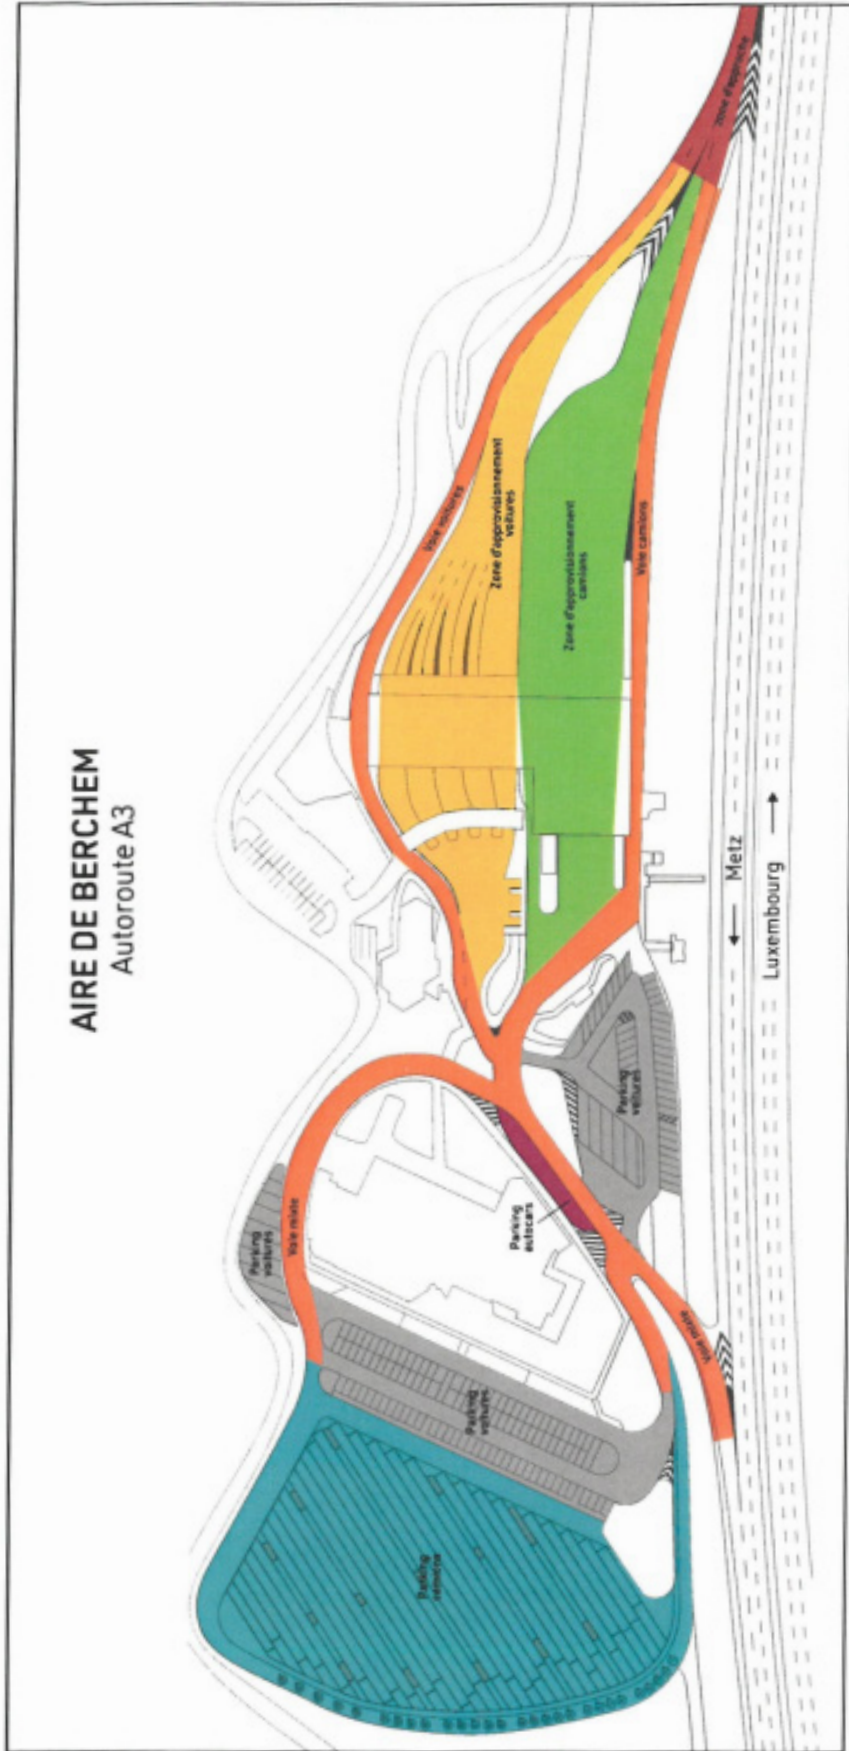 AIRE DE BERCHEM
Autoroute A3
Parking
camions
Parking
voitures
Parking
voitures
Voie mixte
Parking
autocars
Voie mixte
Parking
voitures
Voie voitures
Zone d'approvisionnement
voitures
Zone d'approvisionnement
camions
Voie camions
Zone d'approche
← Metz
Luxembourg →